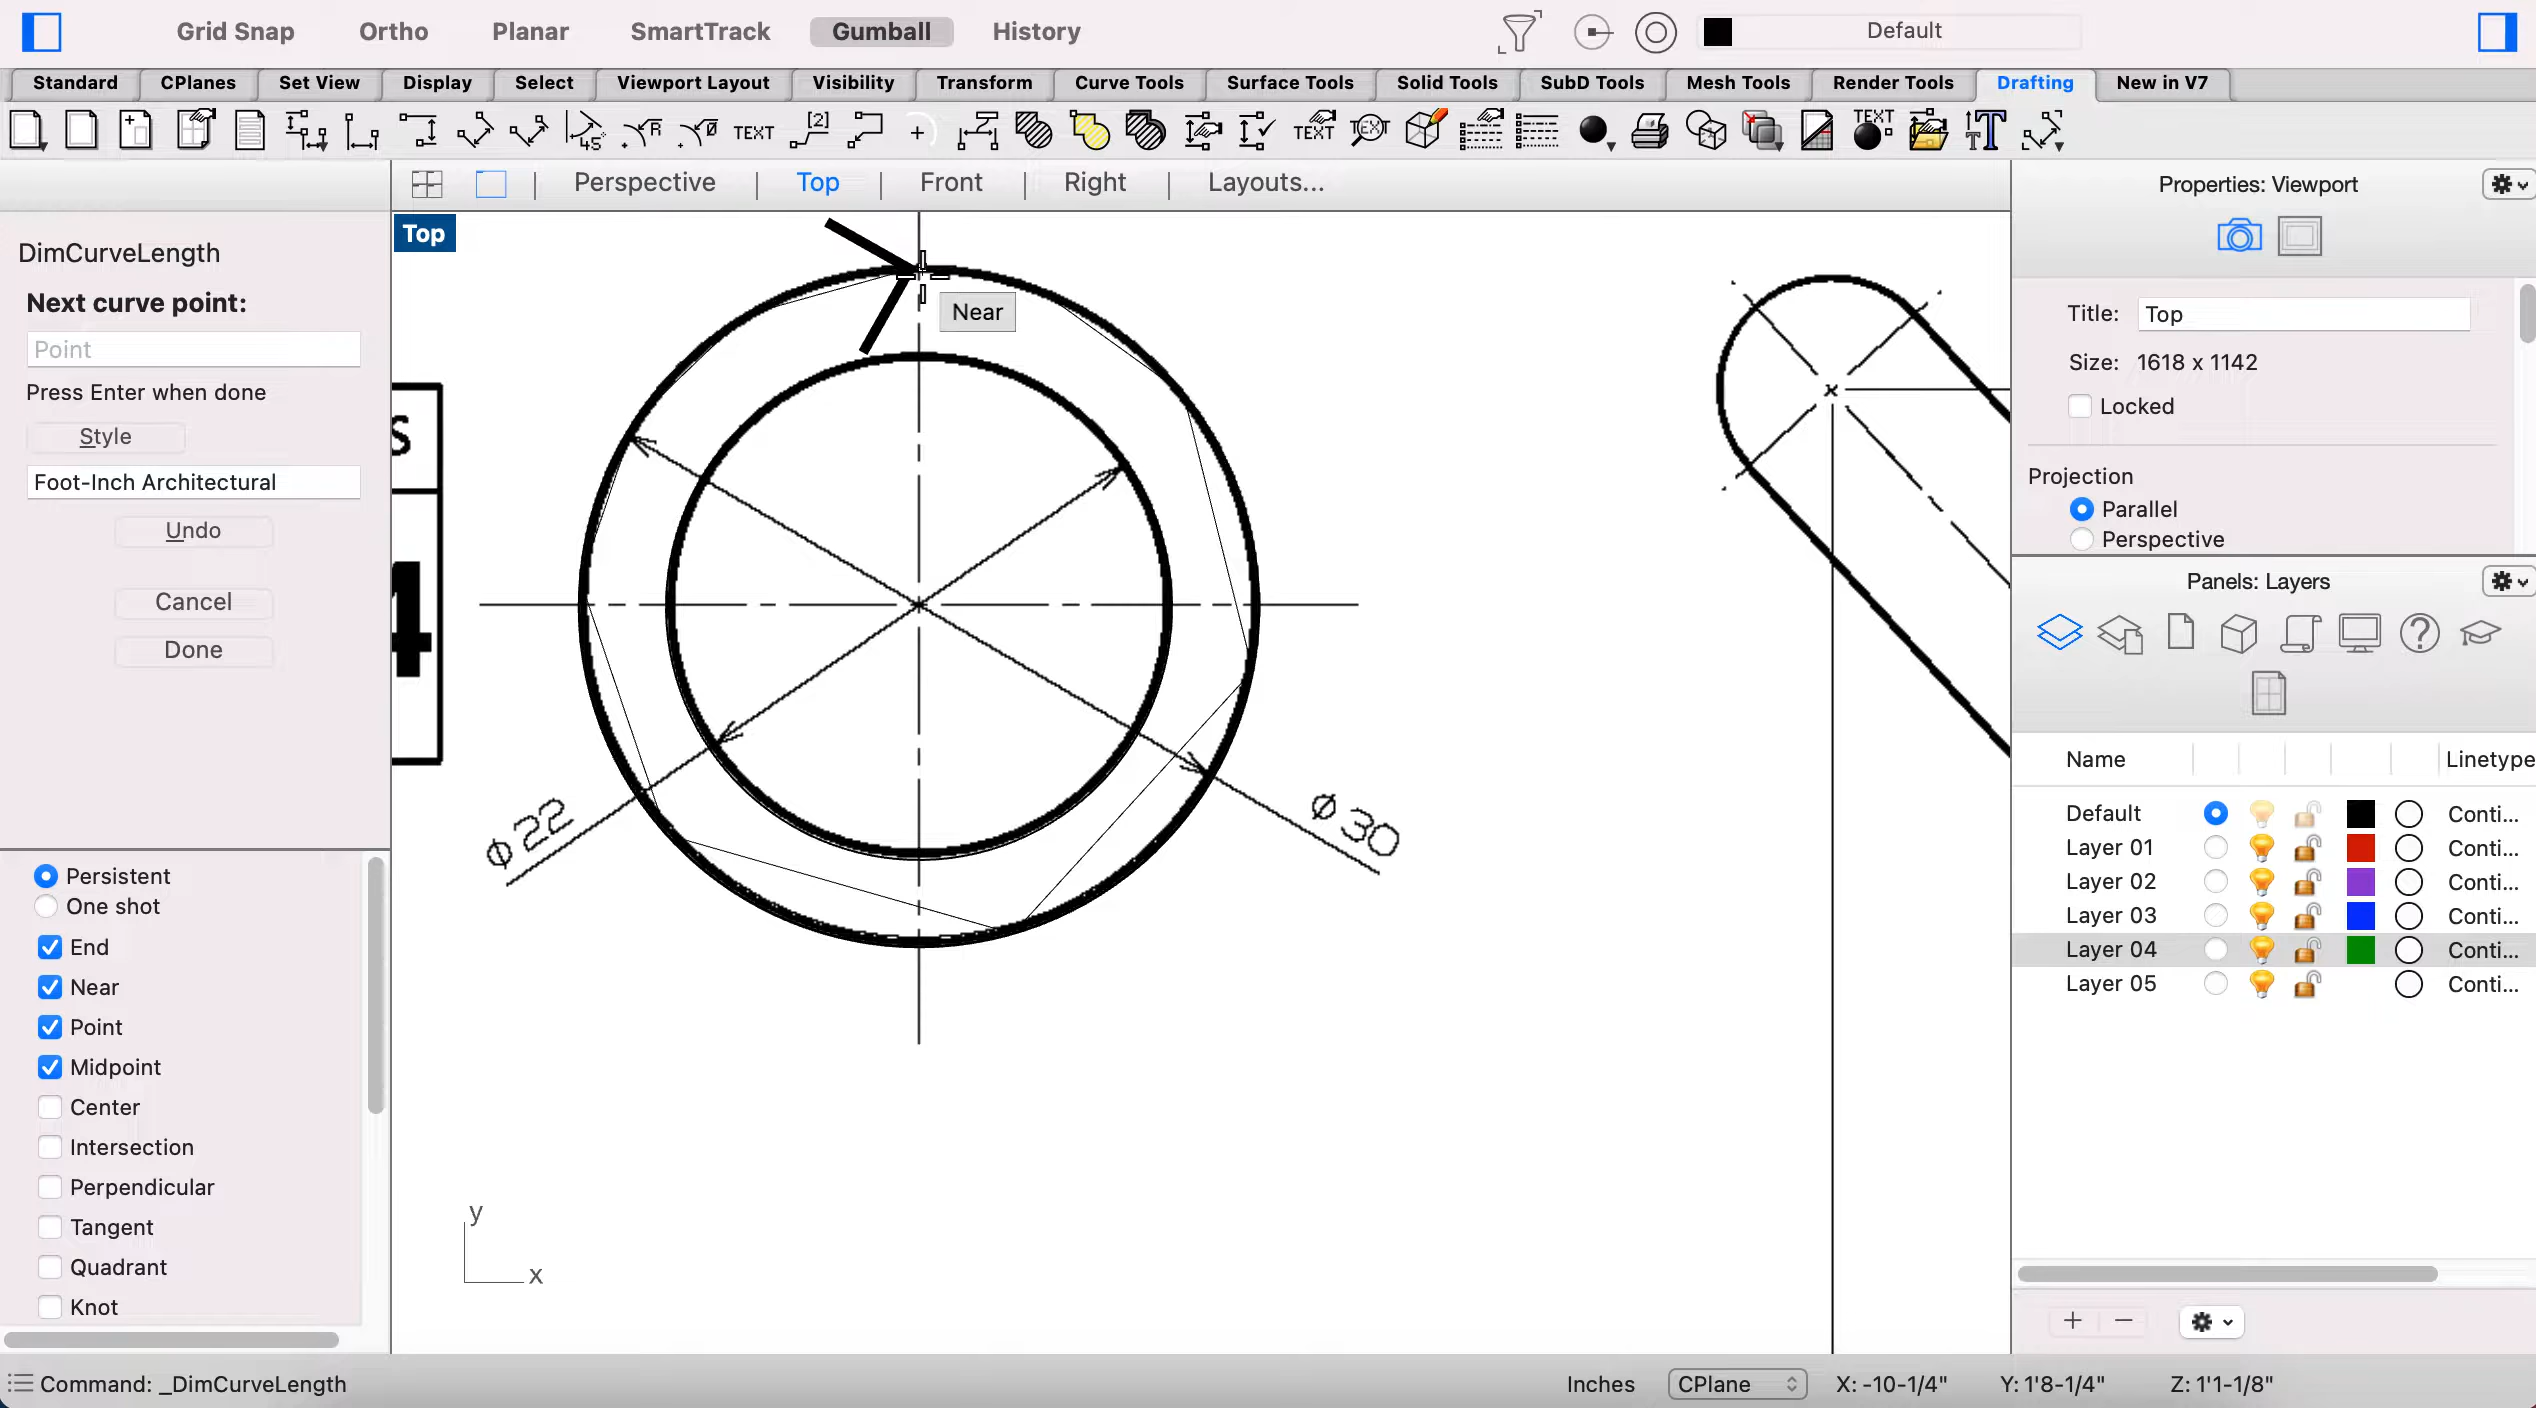 Grid Snap Ortho Planar SmartTrack Gumball History Default
Standard CPlanes Set View Display Select Viewport Layout Visibility Transform Curve Tools Surface Tools Solid Tools SubD Tools Mesh Tools Render Tools Drafting New in V7
45 R TEXT [2] TEXT TEXT TEXT T
Perspective Top Front Right Layouts...
Top
DimCurveLength
Next curve point:
Point
Press Enter when done
Style
Foot-Inch Architectural
Undo
Cancel
Done
Persistent
One shot
End
Near
Point
Midpoint
Center
Intersection
Perpendicular
Tangent
Quadrant
Knot
Near
S
4
ø 22
ø 30
y
x
Properties: Viewport
Title: Top
Size: 1618 x 1142
Locked
Projection
Parallel
Perspective
Panels: Layers
Name Linetype
Default Conti...
Layer 01 Conti...
Layer 02 Conti...
Layer 03 Conti...
Layer 04 Conti...
Layer 05 Conti...
Command: _DimCurveLength Inches CPlane X: -10-1/4" Y: 1'8-1/4" Z: 1'1-1/8"